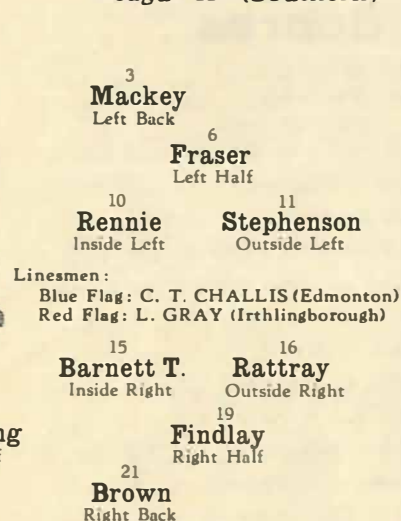 3
Mackey
Left Back
6
Fraser
Left Half
10 11
Rennie Stephenson
Inside Left Outside Left
Linesmen:
Blue Flag: C. T. CHALLIS (Edmonton)
Red Flag: L. GRAY (Irthlingborough)
15 16
Barnett T. Rattray
Inside Right Outside Right
19
Findlay
Right Half
21
Brown
Right Back